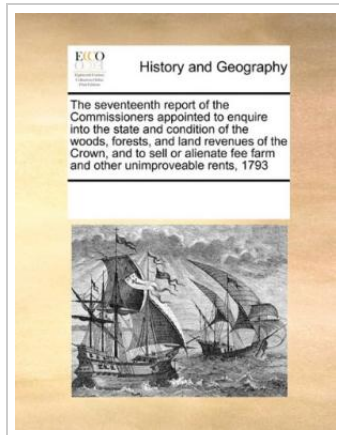 ECCO
History and Geography
The seventeenth report of the
Commissioners appointed to enquire
into the state and condition of the
woods, forests, and land revenues of the
Crown, and to sell or alienate fee farm
and other unimproveable rents, 1793